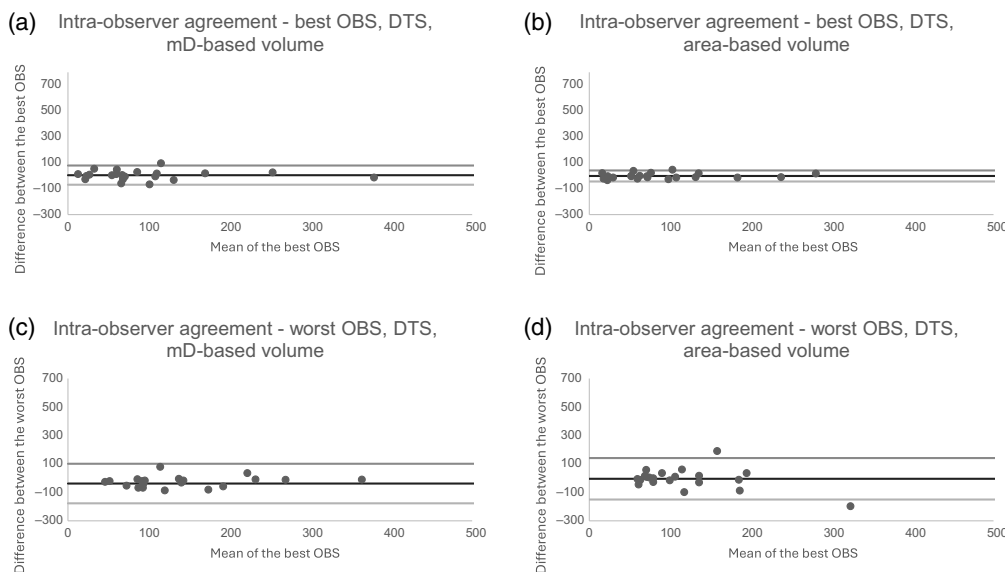 (a) Intra-observer agreement - best OBS, DTS,
mD-based volume
Difference between the best OBS
700
500
300
100
−100
−300
0 100 200 300 400 500
Mean of the best OBS
(b) Intra-observer agreement - best OBS, DTS,
area-based volume
Difference between the best OBS
700
500
300
100
−100
−300
0 100 200 300 400 500
Mean of the best OBS
(c) Intra-observer agreement - worst OBS, DTS,
mD-based volume
Difference between the worst OBS
700
500
300
100
−100
−300
0 100 200 300 400 500
Mean of the best OBS
(d) Intra-observer agreement - worst OBS, DTS,
area-based volume
Difference between the worst OBS
700
500
300
100
−100
−300
0 100 200 300 400 500
Mean of the best OBS